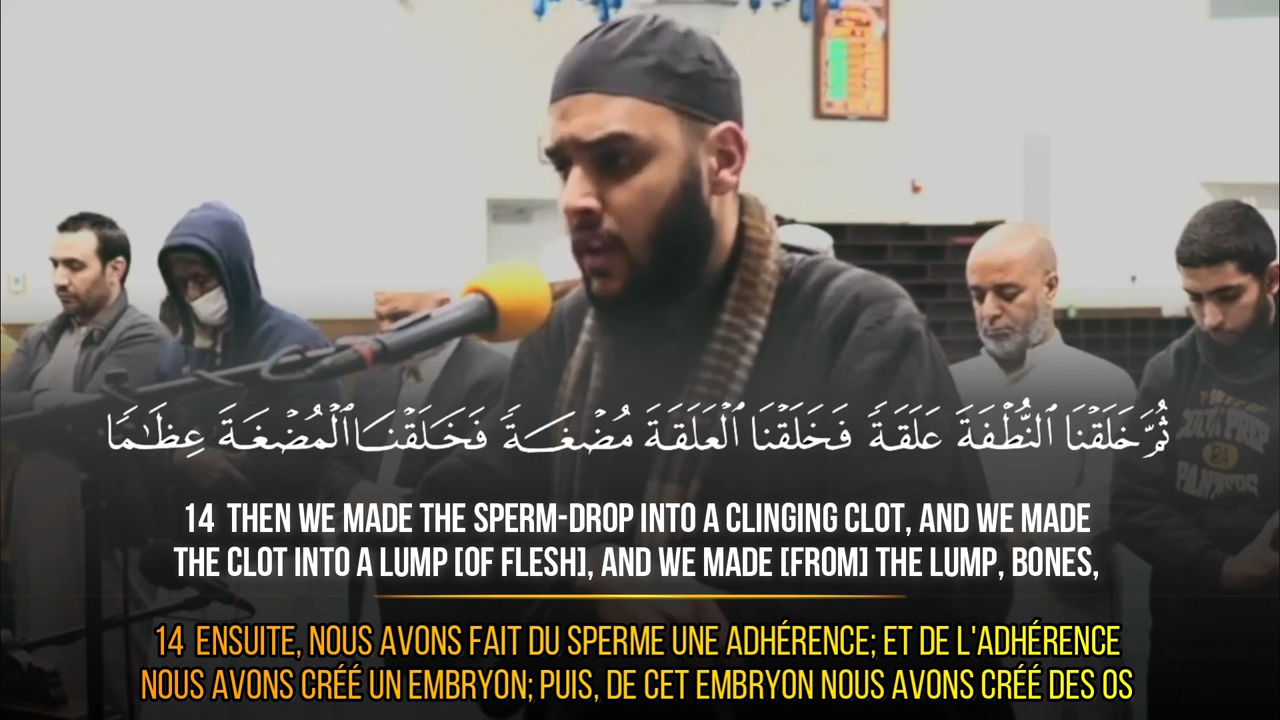 ثُمَّ خَلَقْنَا ٱلنُّطْفَةَ عَلَقَةً فَخَلَقْنَا ٱلْعَلَقَةَ مُضْغَةً فَخَلَقْنَا ٱلْمُضْغَةَ عِظَٰمًا
14 THEN WE MADE THE SPERM-DROP INTO A CLINGING CLOT, AND WE MADE
THE CLOT INTO A LUMP [OF FLESH], AND WE MADE [FROM] THE LUMP, BONES,
14 ENSUITE, NOUS AVONS FAIT DU SPERME UNE ADHÉRENCE; ET DE L'ADHÉRENCE
NOUS AVONS CRÉÉ UN EMBRYON; PUIS, DE CET EMBRYON NOUS AVONS CRÉÉ DES OS